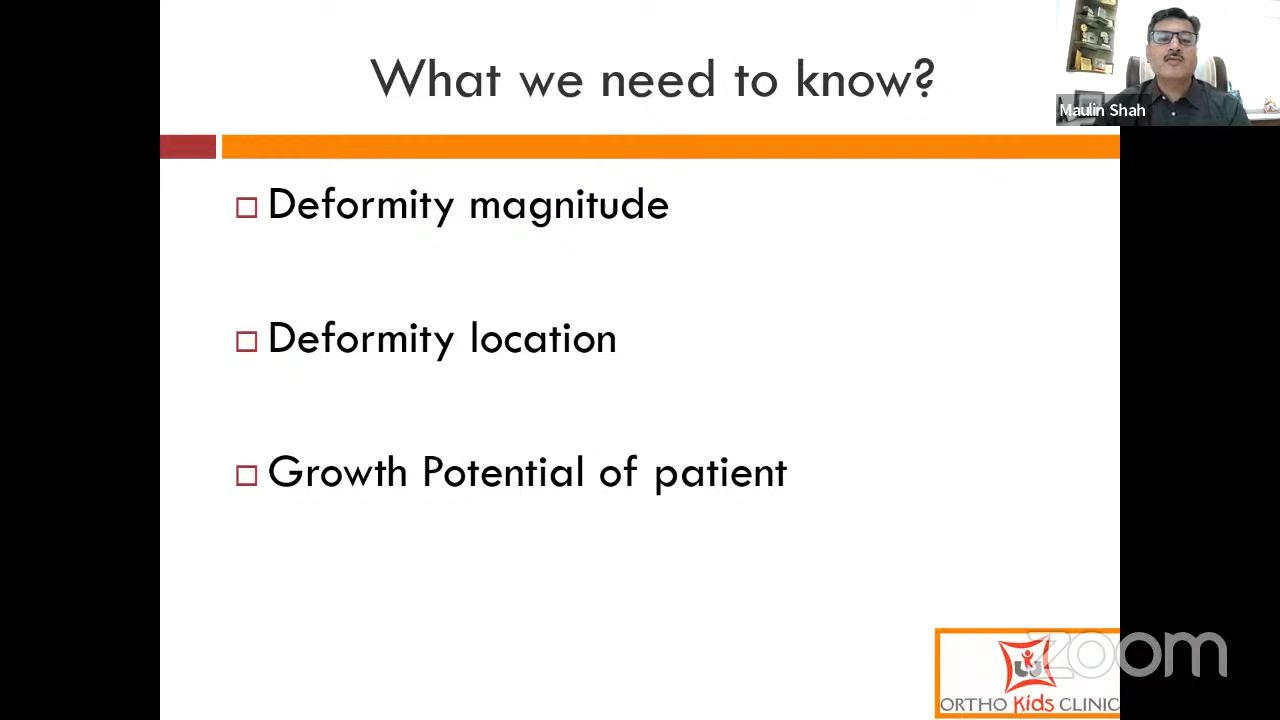 What we need to know?
Maulin Shah
Deformity magnitude
Deformity location
Growth Potential of patient
zoom
ORTHO Kids CLINIC